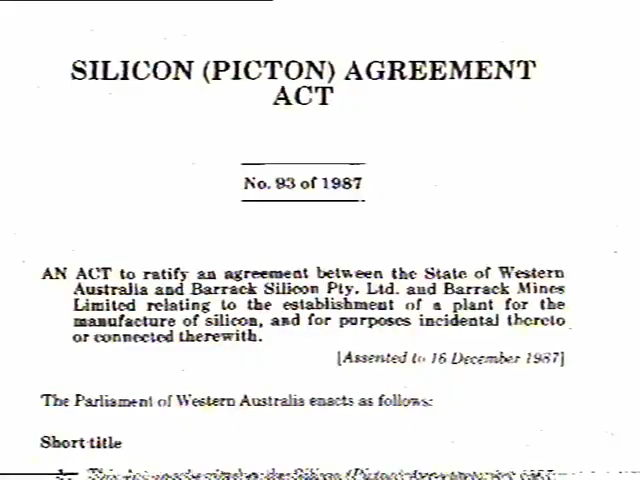 SILICON (PICTON) AGREEMENT
ACT
No. 93 of 1987
AN ACT to ratify an agreement between the State of Western
Australia and Barrack Silicon Pty. Ltd. and Barrack Mines
Limited relating to the establishment of a plant for the
manufacture of silicon, and for purposes incidental thereto
or connected therewith.
[Assented to 16 December 1987]
The Parliament of Western Australia enacts as follows:
Short title